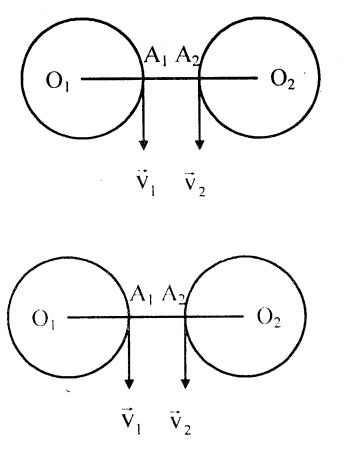 A₁ A₂
O₁ O₂
v⃗₁ v⃗₂
A₁ A₂
O₁ O₂
v⃗₁ v⃗₂